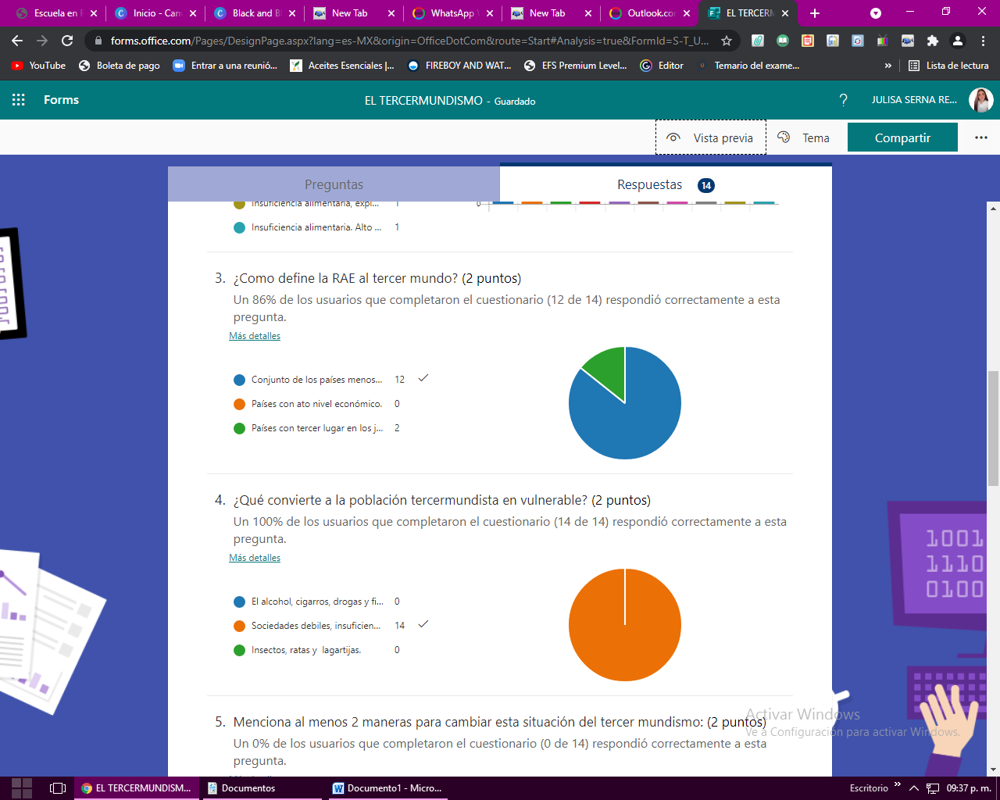 Escuela en F
Inicio - Can
Black and B
New Tab
WhatsApp V
New Tab
Outlook.co
EL TERCERM
forms.office.com/Pages/DesignPage.aspx?lang=es-MX&origin=OfficeDotCom&route=Start#Analysis=true&FormId=S-T_U...
YouTube
Boleta de pago
Entrar a una reunió...
Aceites Esenciales |...
FIREBOY AND WAT...
EFS Premium Level...
Editor
Temario del exame...
»
Lista de lectura
Forms
EL TERCERMUNDISMO - Guardado
?
JULISA SERNA RE...
Vista previa
Tema
Compartir
Preguntas
Respuestas 14
Insuficiencia alimentaria, expl... 1
0
Insuficiencia alimentaria. Alto ... 1
3. ¿Como define la RAE al tercer mundo? (2 puntos)
Un 86% de los usuarios que completaron el cuestionario (12 de 14) respondió correctamente a esta
pregunta.
Más detalles
Conjunto de los países menos... 12
Países con ato nivel económico. 0
Países con tercer lugar en los j... 2
4. ¿Qué convierte a la población tercermundista en vulnerable? (2 puntos)
Un 100% de los usuarios que completaron el cuestionario (14 de 14) respondió correctamente a esta
pregunta.
Más detalles
El alcohol, cigarros, drogas y fi... 0
Sociedades debiles, insuficien... 14
Insectos, ratas y lagartijas. 0
1001
1110
0100
5. Menciona al menos 2 maneras para cambiar esta situación del tercer mundismo: (2 puntos)
Un 0% de los usuarios que completaron el cuestionario (0 de 14) respondió correctamente a esta
pregunta.
Activar Windows
Ve a Configuración para activar Windows.
EL TERCERMUNDISM...
Documentos
Documento1 - Micro...
Escritorio
»
09:37 p. m.